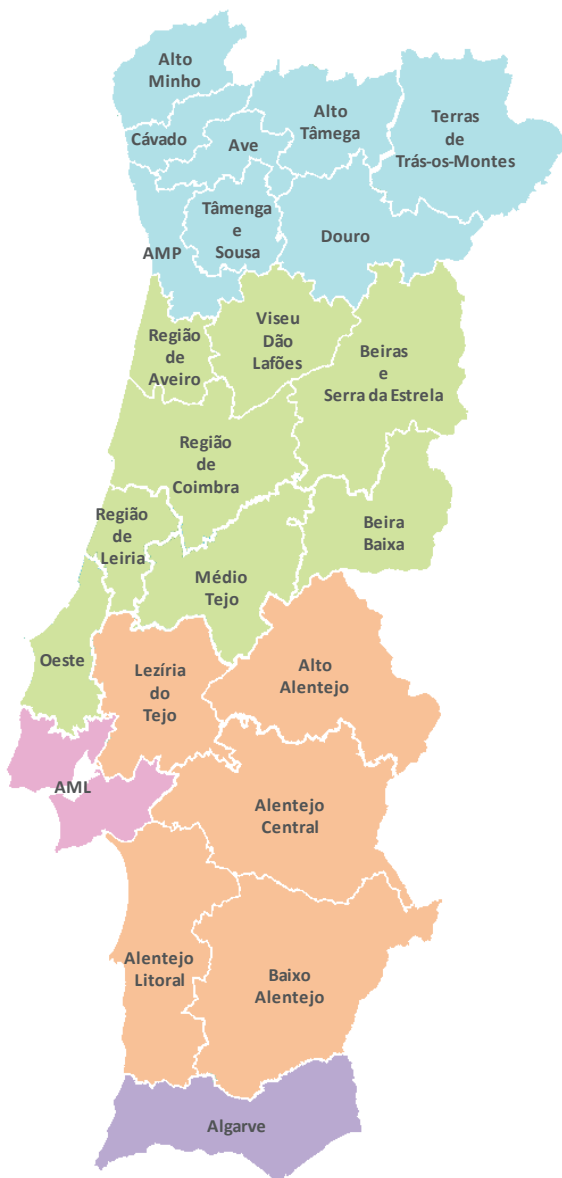 Alto
Minho
Alto
Tâmega
Terras
de
Trás-os-Montes
Cávado
Ave
Tâmenga
e
Sousa
Douro
AMP
Região
de
Aveiro
Viseu
Dão
Lafões
Beiras
e
Serra da Estrela
Região
de
Coimbra
Região
de
Leiria
Beira
Baixa
Médio
Tejo
Oeste
Lezíria
do
Tejo
Alto
Alentejo
AML
Alentejo
Central
Alentejo
Litoral
Baixo
Alentejo
Algarve